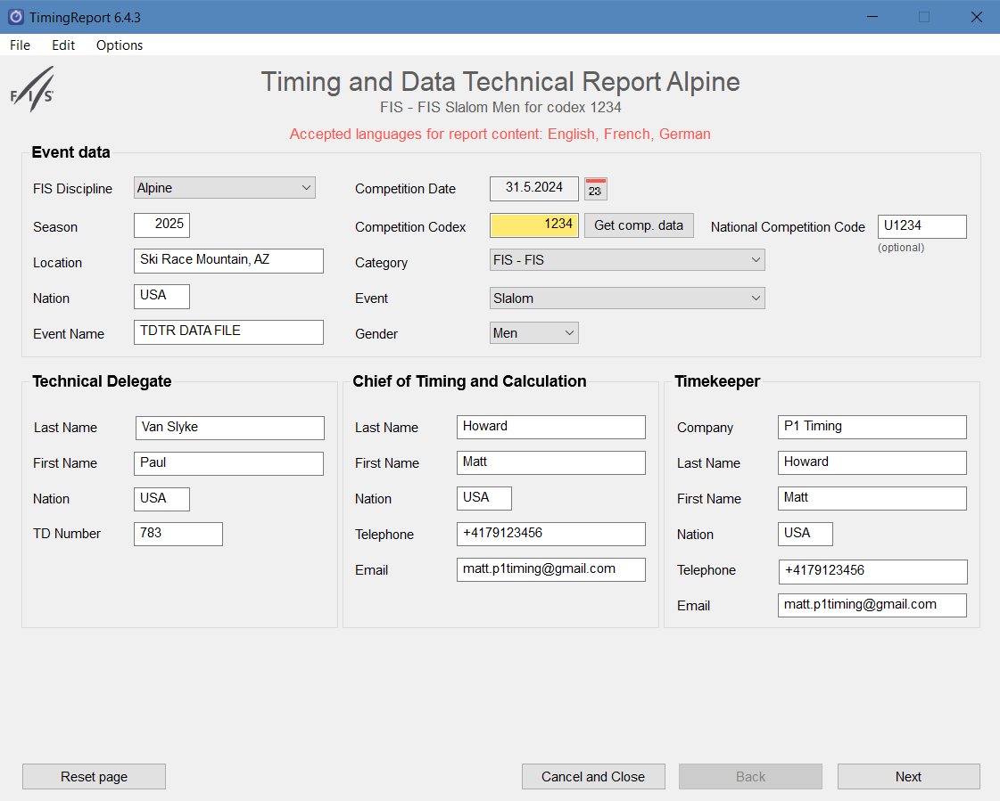 TimingReport 6.4.3
File Edit Options
FIS
Timing and Data Technical Report Alpine
FIS - FIS Slalom Men for codex 1234
Accepted languages for report content: English, French, German
Event data
FIS Discipline Alpine Competition Date 31.5.2024 23
Season 2025 Competition Codex 1234 Get comp. data National Competition Code U1234
(optional)
Location Ski Race Mountain, AZ Category FIS - FIS
Nation USA Event Slalom
Event Name TDTR DATA FILE Gender Men
Technical Delegate
Last Name Van Slyke
First Name Paul
Nation USA
TD Number 783
Chief of Timing and Calculation
Last Name Howard
First Name Matt
Nation USA
Telephone +4179123456
Email matt.p1timing@gmail.com
Timekeeper
Company P1 Timing
Last Name Howard
First Name Matt
Nation USA
Telephone +4179123456
Email matt.p1timing@gmail.com
Reset page Cancel and Close Back Next